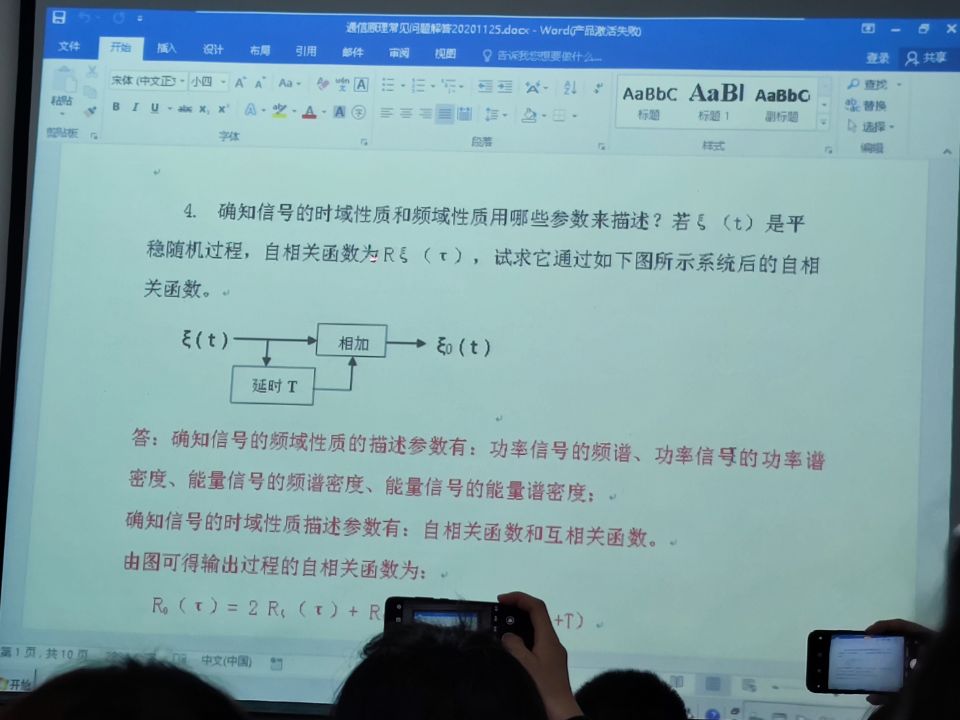 通信原理常见问题解答20201125.docx - Word(产品激活失败)
文件 开始 插入 设计 布局 引用 邮件 审阅 视图 告诉我您想要做什么... 登录 共享
宋体 (中文正 小四 Aa
AaBbC AaBl AaBbC
标题 标题 1 副标题
粘贴
查找
替换
选择
剪贴板 字体 段落 样式 编辑
4. 确知信号的时域性质和频域性质用哪些参数来描述？若ξ（t）是平
稳随机过程，自相关函数为Rξ（τ），试求它通过如下图所示系统后的自相
关函数。
ξ(t) 相加 ξ0(t)
延时 T
答：确知信号的频域性质的描述参数有：功率信号的频谱、功率信号的功率谱
密度、能量信号的频谱密度、能量信号的能量谱密度；
确知信号的时域性质描述参数有：自相关函数和互相关函数。
由图可得输出过程的自相关函数为：
R0（τ）= 2 Rξ（τ）+ R +T）
第 1 页，共 10 页 中文(中国)
开始